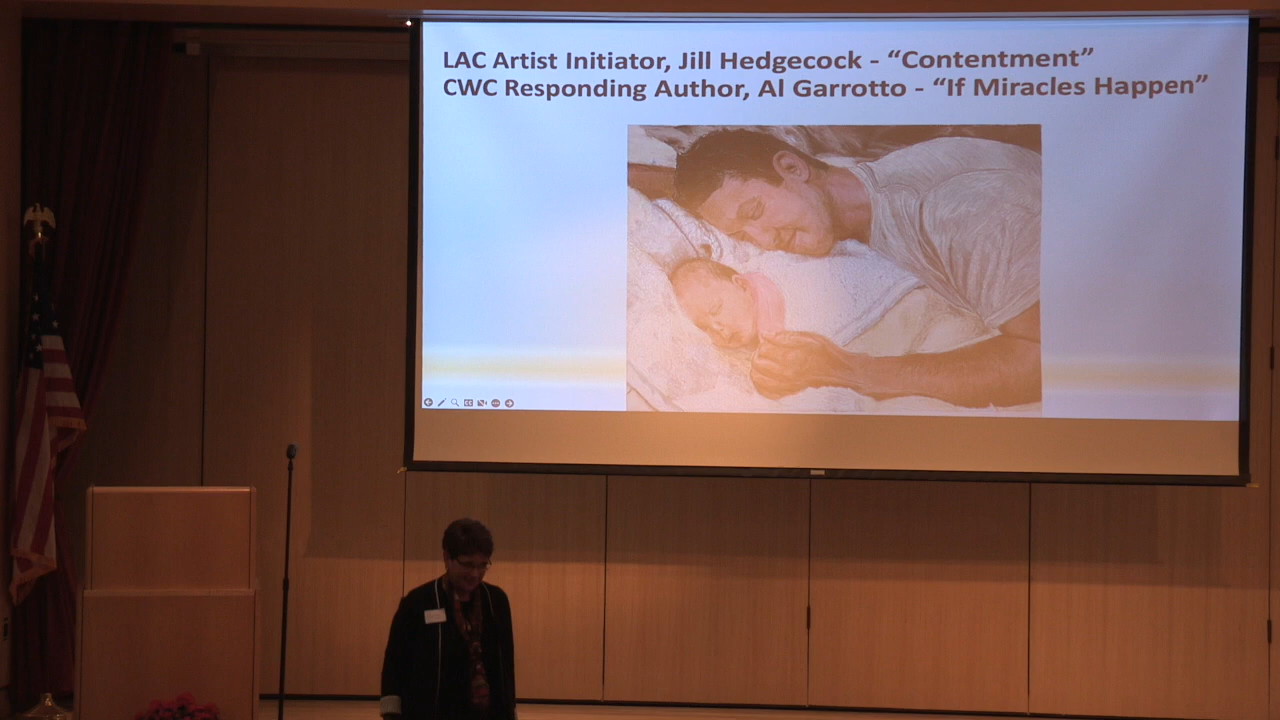 LAC Artist Initiator, Jill Hedgecock - “Contentment”
CWC Responding Author, Al Garrotto - “If Miracles Happen”